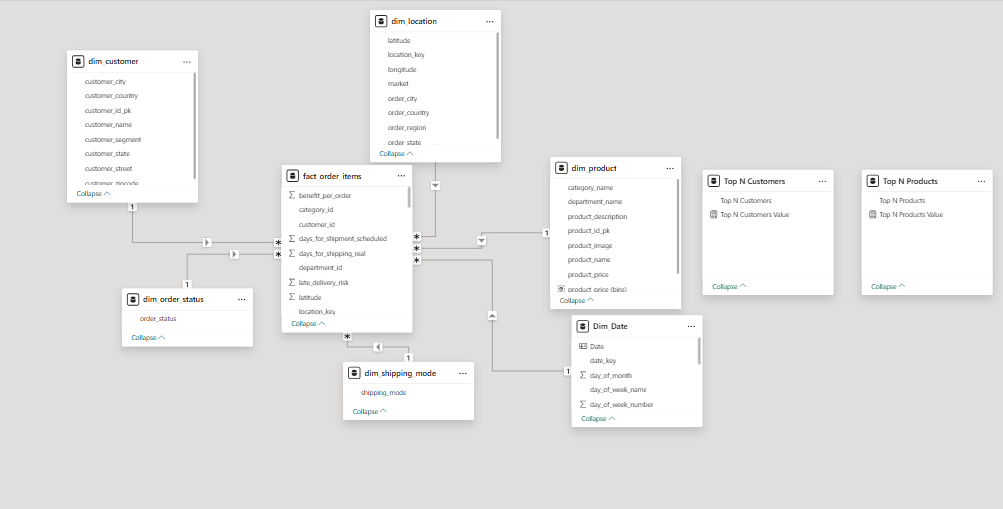 dim_location
latitude
location_key
longitude
market
order_city
order_country
order_region
order_state
Collapse
dim_customer
customer_city
customer_country
customer_id_pk
customer_name
customer_segment
customer_state
customer_street
customer_zipcode
Collapse
1
fact_order_items
benefit_per_order
category_id
customer_id
days_for_shipment_scheduled
days_for_shipping_real
department_id
late_delivery_risk
latitude
location_key
Collapse
*
*
*
*
*
*
dim_product
category_name
department_name
product_description
product_id_pk
product_image
product_name
product_price
product price (bins)
Collapse
1
Top N Customers
Top N Customers
Top N Customers Value
Collapse
Top N Products
Top N Products
Top N Products Value
Collapse
1
dim_order_status
order_status
Collapse
1
dim_shipping_mode
shipping_mode
Collapse
Dim_Date
Date
date_key
day_of_month
day_of_week_name
day_of_week_number
Collapse
1